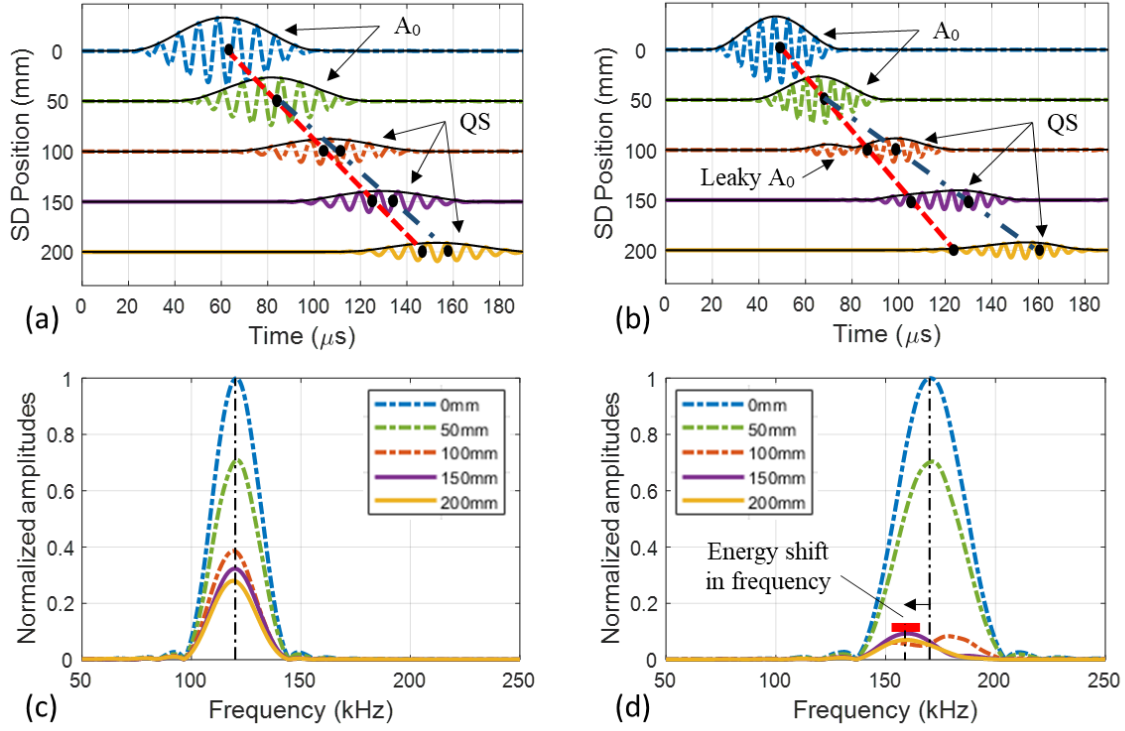 A₀
0
50
QS
100
150
200
SD Position (mm)
0 20 40 60 80 100 120 140 160 180
Time (μs)
(a)
A₀
0
50
QS
100
Leaky A₀
150
200
SD Position (mm)
0 20 40 60 80 100 120 140 160 180
Time (μs)
(b)
1
0.8
0.6
0.4
0.2
0
Normalized amplitudes
0mm
50mm
100mm
150mm
200mm
50 100 150 200 250
Frequency (kHz)
(c)
1
0.8
0.6
0.4
0.2
0
Normalized amplitudes
0mm
50mm
100mm
150mm
200mm
Energy shift
in frequency
50 100 150 200 250
Frequency (kHz)
(d)